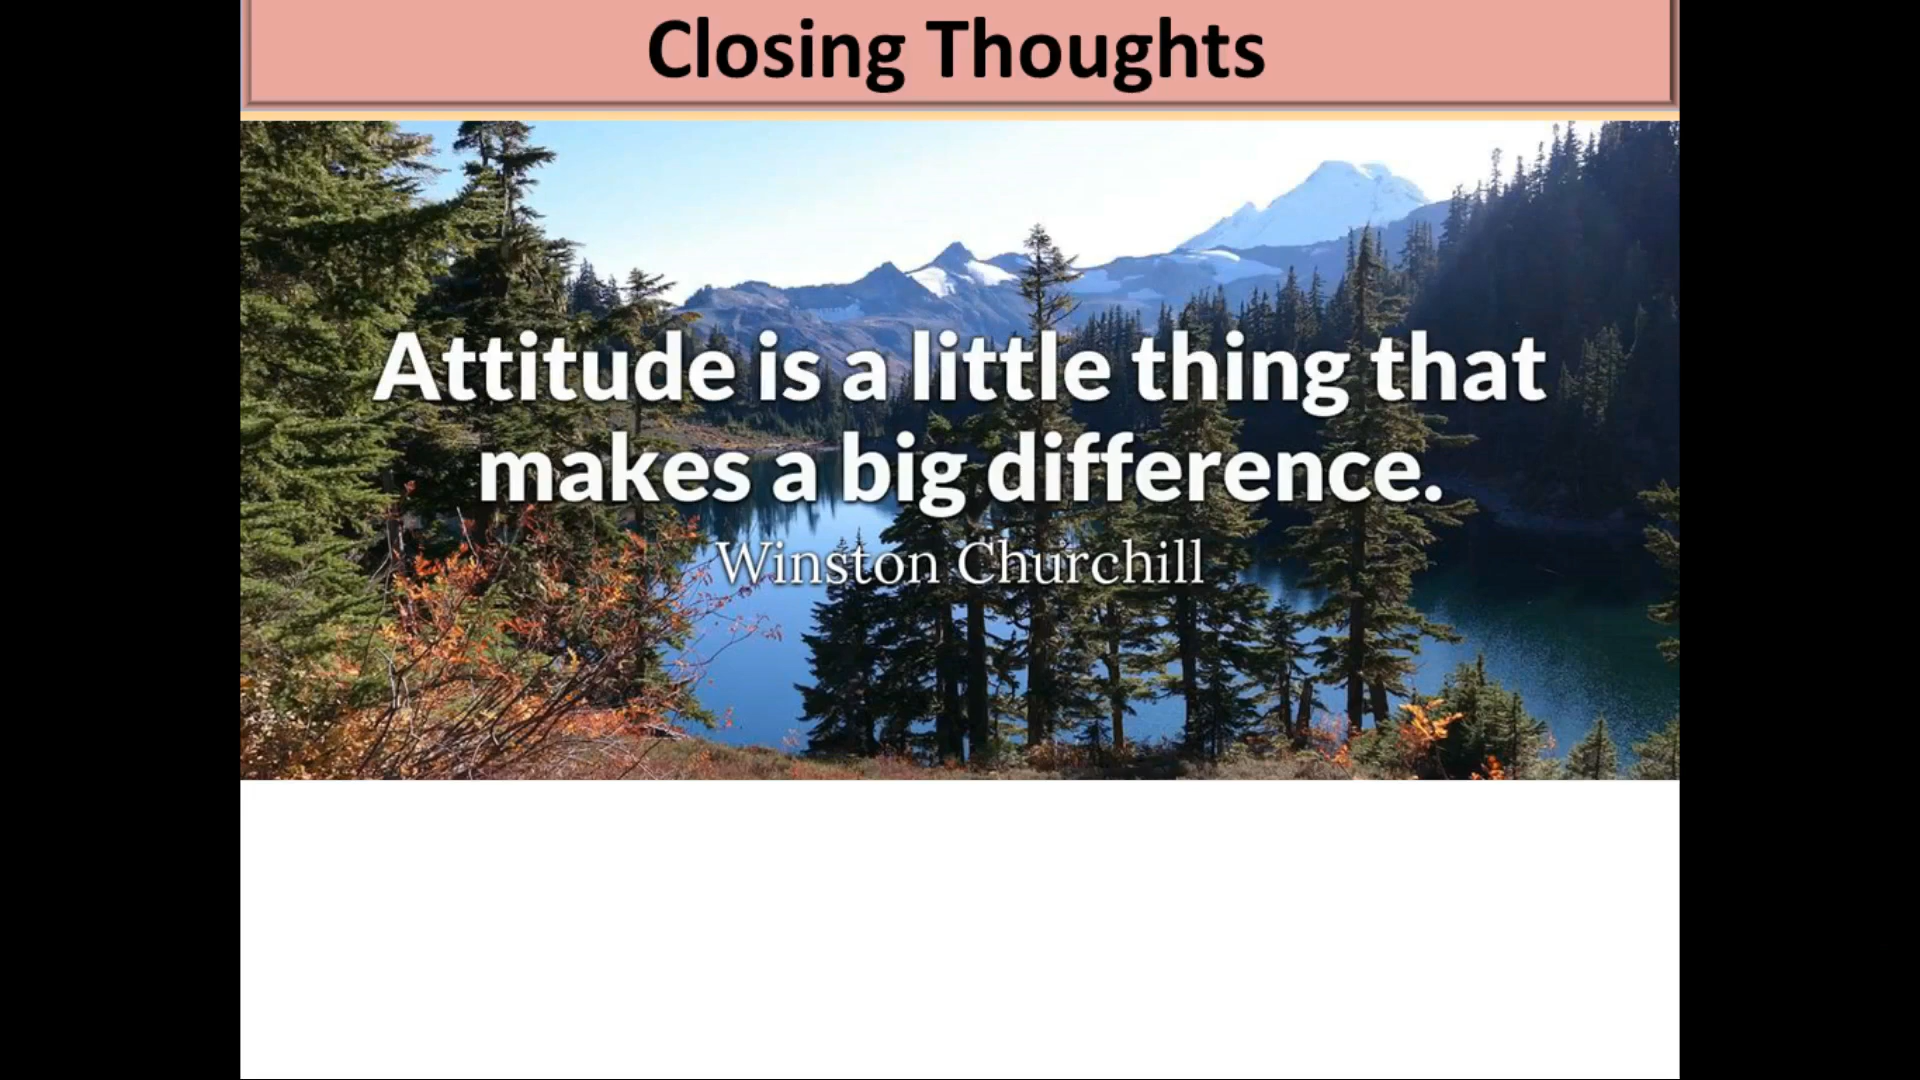 Closing Thoughts
Attitude is a little thing that
makes a big difference.
Winston Churchill